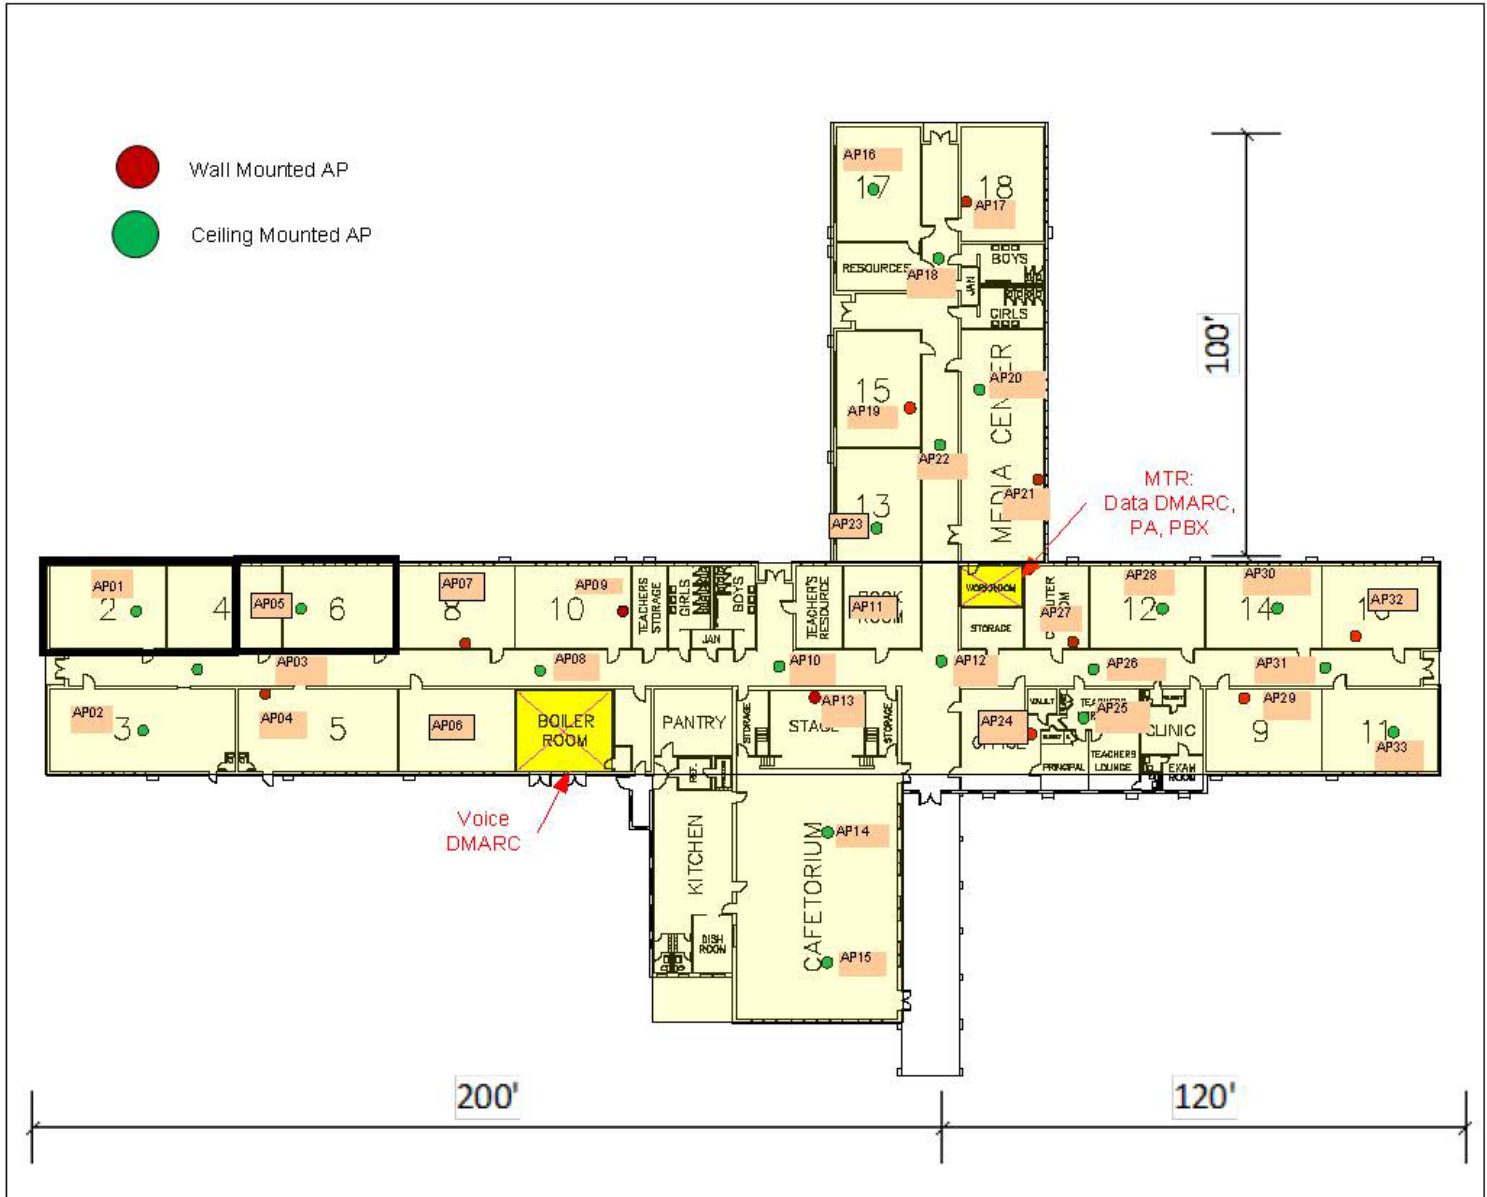 Wall Mounted AP
Ceiling Mounted AP
AP16
17
18
AP17
RESOURCES
AP18
BOYS
JAN
GIRLS
100'
15
AP19
AP20
MEDIA CENTER
AP22
AP21
13
AP23
MTR:
Data DMARC,
PA, PBX
AP01
2
4
AP05
6
AP07
8
AP09
10
TEACHERS
STORAGE
GIRLS
BOYS
JAN
TEACHER'S
RESOURCE
AP11
ROOM
WORKROOM
STORAGE
AP27
AP28
12
AP30
14
AP32
AP03
AP08
AP10
AP12
AP26
AP31
AP02
3
AP04
5
AP06
BOILER
ROOM
PANTRY
STORAGE
AP13
STAGE
STORAGE
AP24
VAULT
AP25
PRINCIPAL
TEACHERS
LOUNGE
CLINIC
EXAM
ROOM
AP29
9
11
AP33
REF.
Voice
DMARC
KITCHEN
DISH
ROOM
AP14
CAFETORIUM
AP15
200'
120'